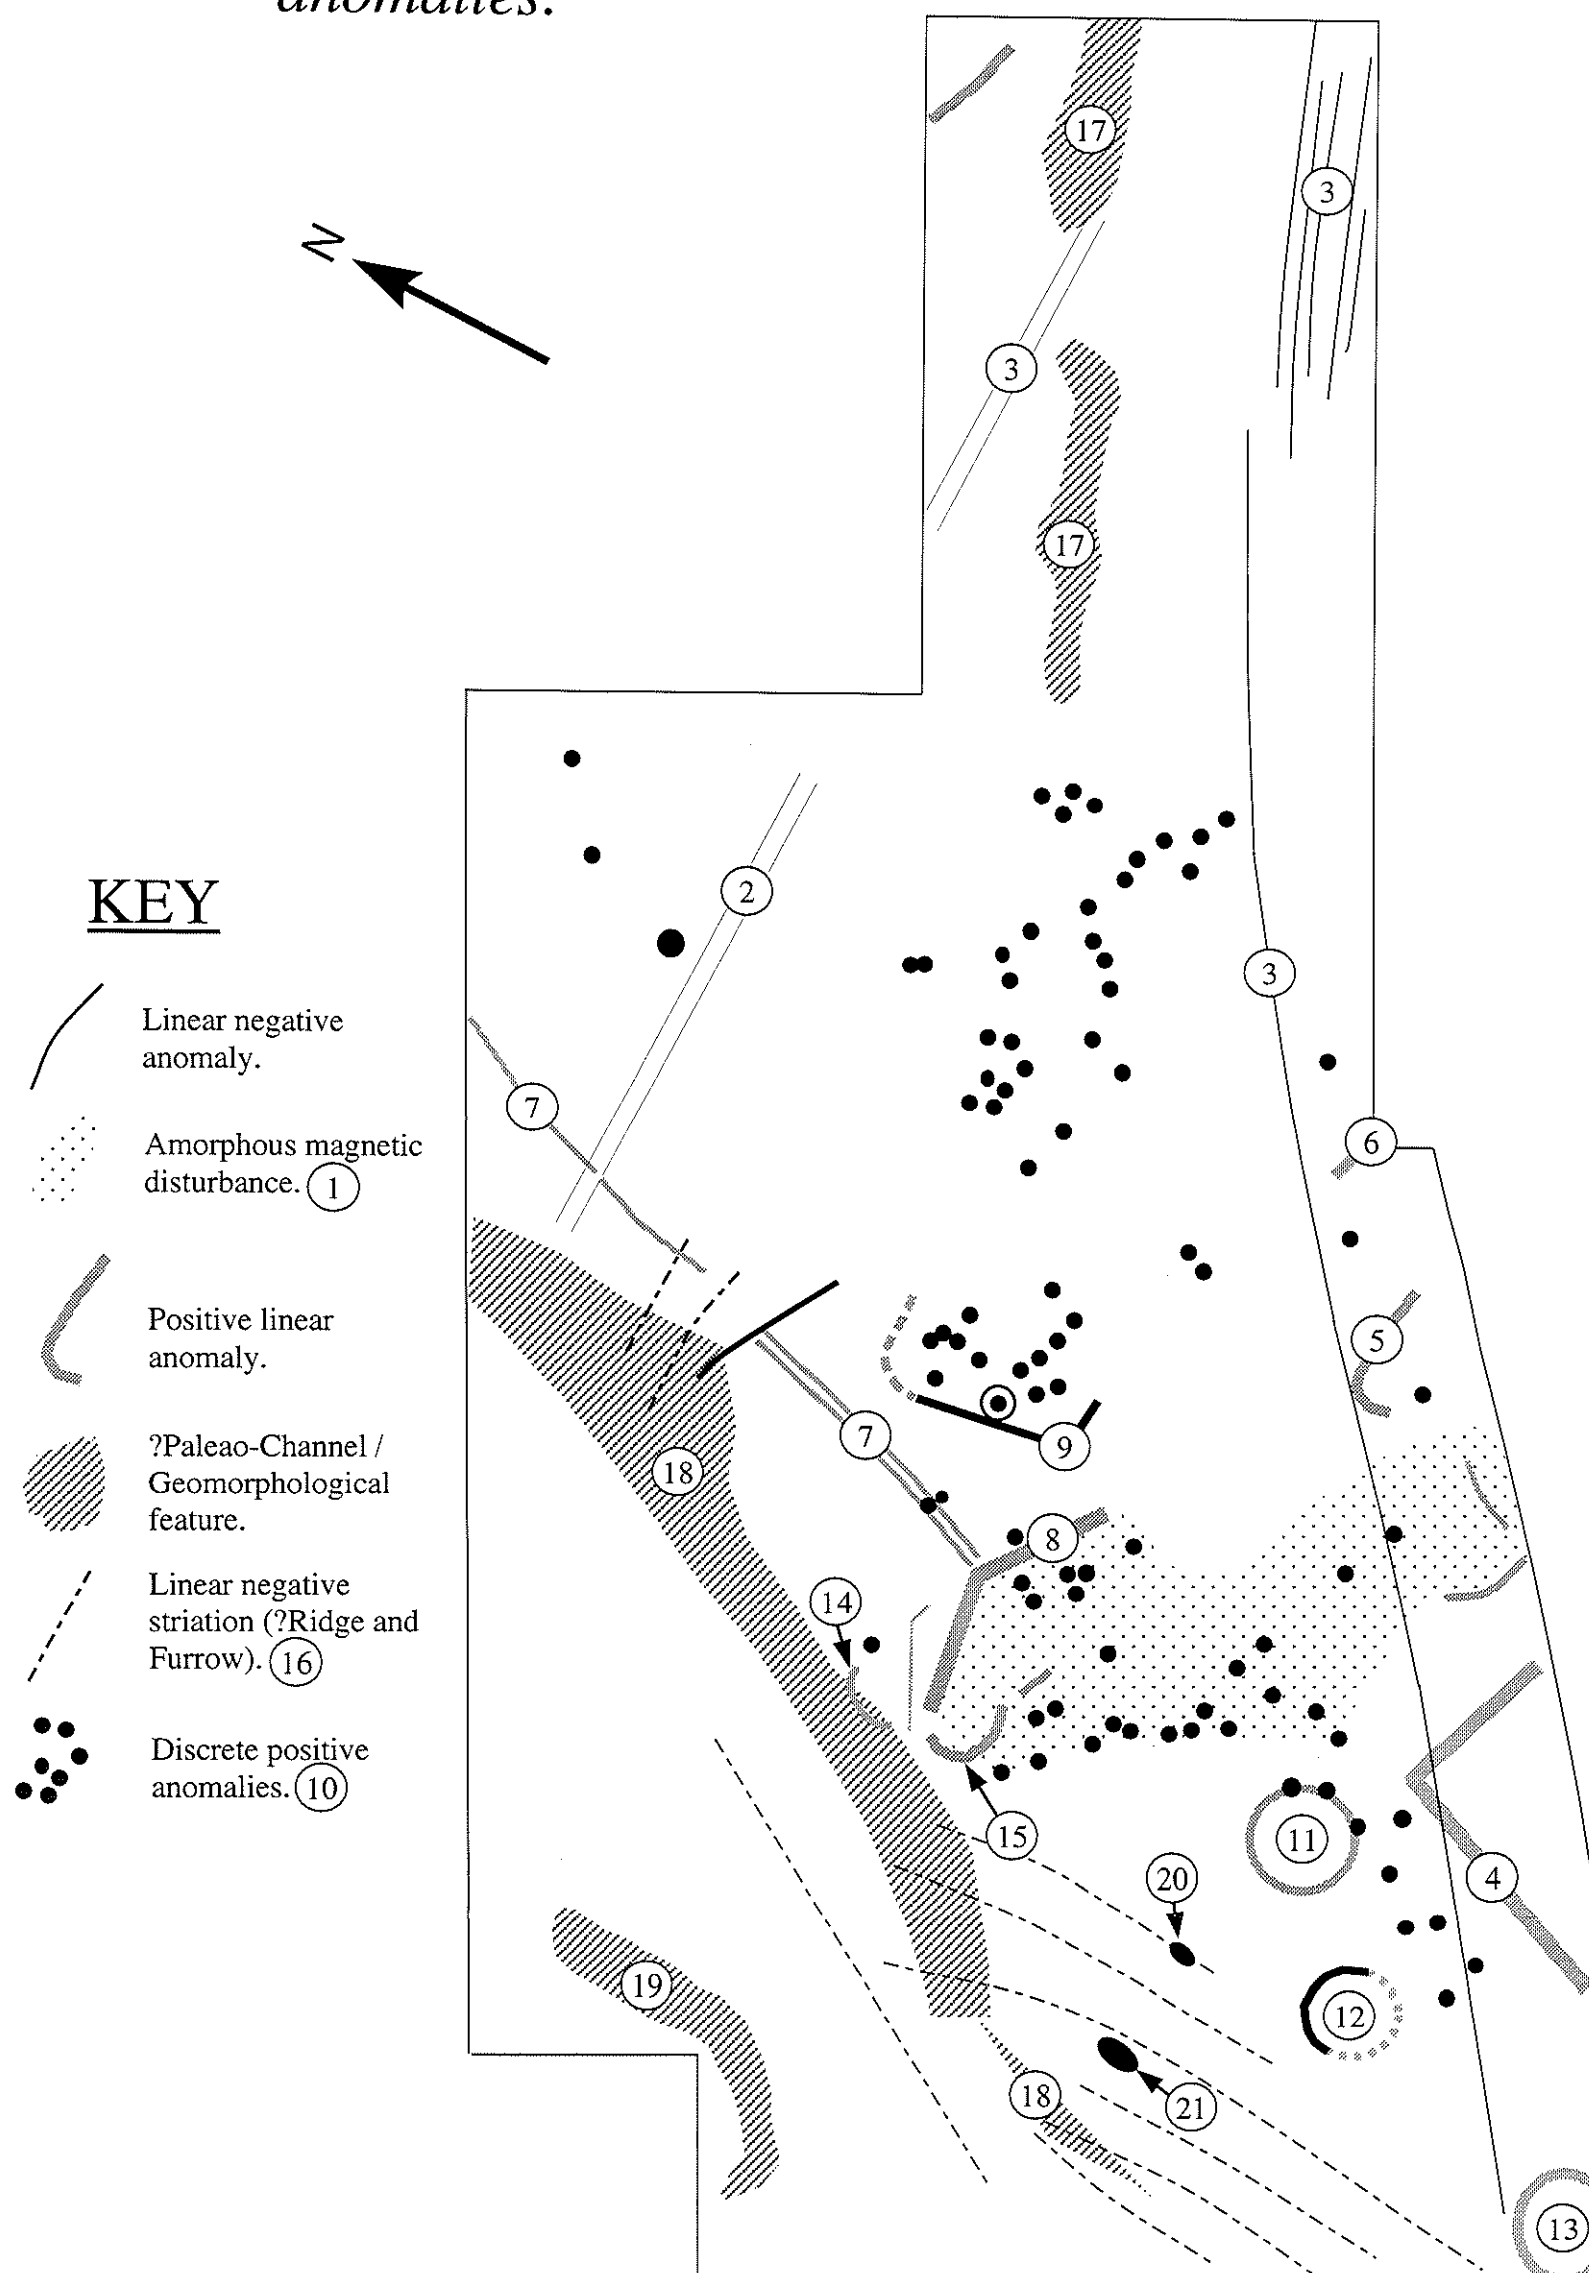 anomalies.
17
3
N
3
17
2
KEY
3
Linear negative
anomaly.
7
6
Amorphous magnetic
disturbance. 1
Positive linear
anomaly.
5
7
9
?Paleao-Channel /
Geomorphological
feature.
18
8
Linear negative
striation (?Ridge and
Furrow). 16
14
Discrete positive
anomalies. 10
15
11
20
4
19
12
18
21
13